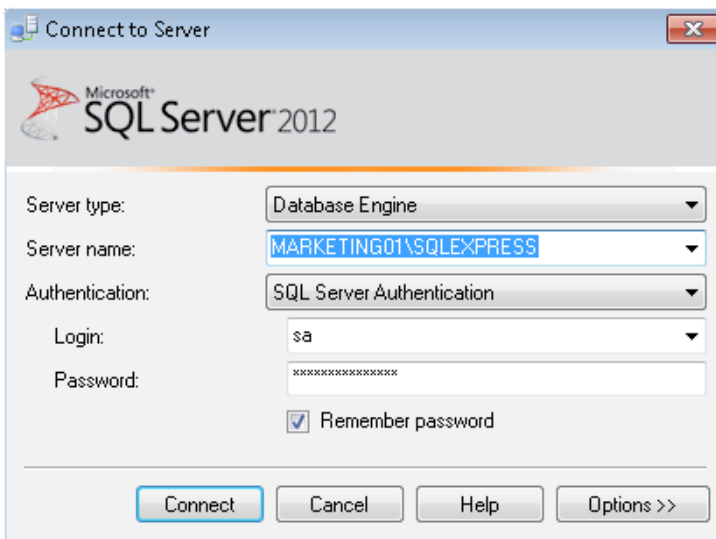 Connect to Server
Microsoft®
SQL Server® 2012
Server type: Database Engine
Server name: MARKETING01\SQLEXPRESS
Authentication: SQL Server Authentication
Login: sa
Password: ***************
Remember password
Connect Cancel Help Options >>